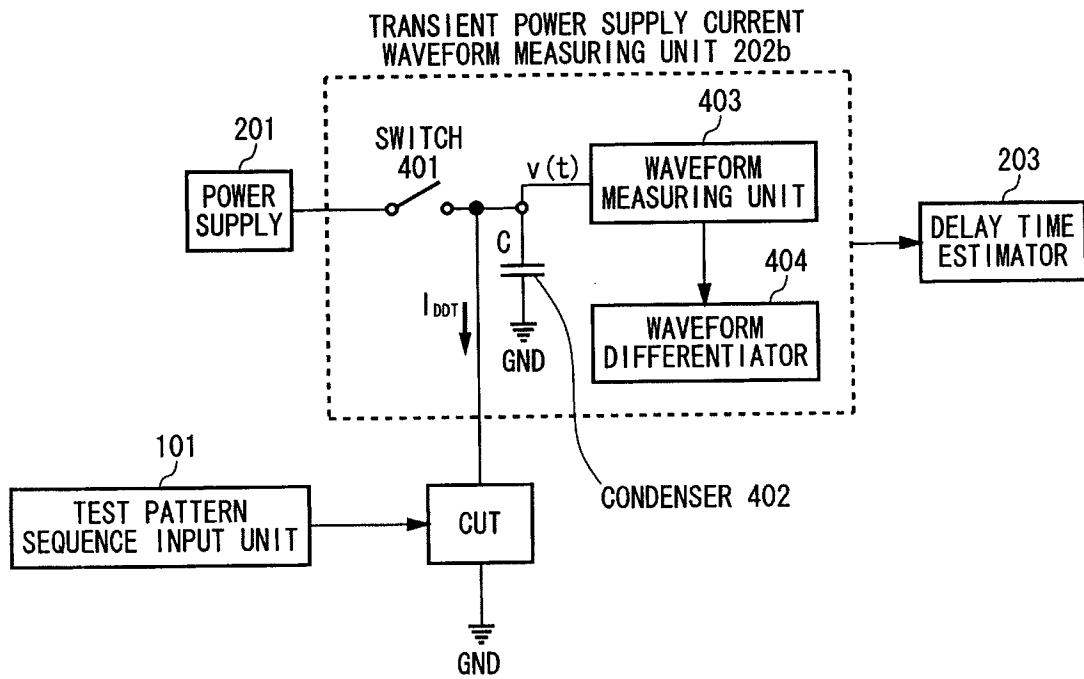 TRANSIENT POWER SUPPLY CURRENT
WAVEFORM MEASURING UNIT 202b
201
POWER
SUPPLY
SWITCH
401
v(t)
403
WAVEFORM
MEASURING UNIT
203
DELAY TIME
ESTIMATOR
C
404
WAVEFORM
DIFFERENTIATOR
IDDT
GND
CONDENSER 402
101
TEST PATTERN
SEQUENCE INPUT UNIT
CUT
GND